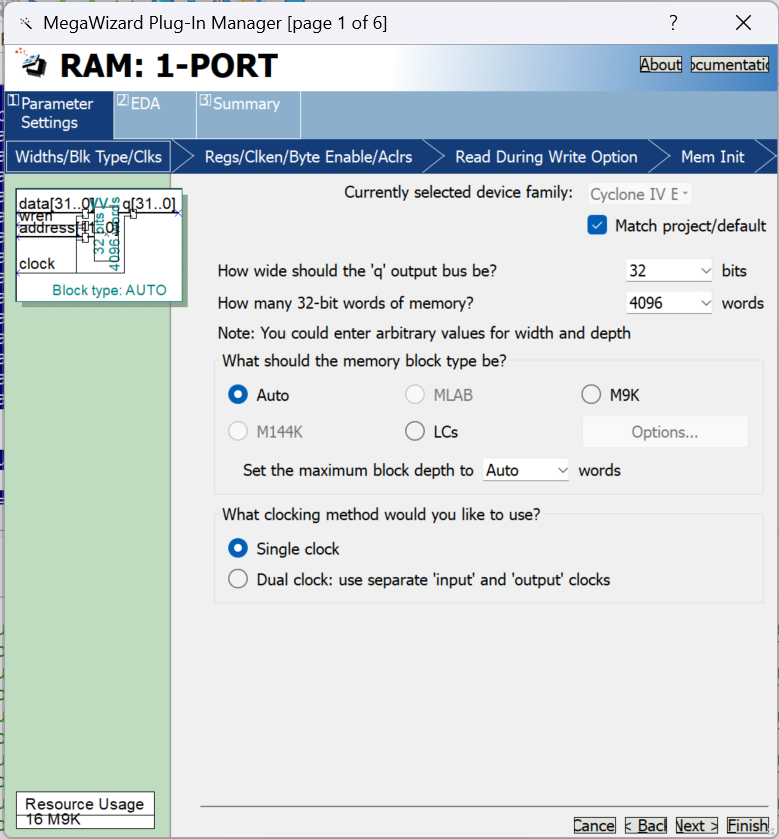 MegaWizard Plug-In Manager [page 1 of 6]
?
RAM: 1-PORT
About
ocumentatic
1 Parameter Settings
2 EDA
3 Summary
Widths/Blk Type/Clks
Regs/Clken/Byte Enable/Aclrs
Read During Write Option
Mem Init
data[31..0]
q[31..0]
wren
address[11..0]
32 bits
4096 words
clock
Block type: AUTO
Currently selected device family:
Cyclone IV E
Match project/default
How wide should the 'q' output bus be?
32
bits
How many 32-bit words of memory?
4096
words
Note: You could enter arbitrary values for width and depth
What should the memory block type be?
Auto
MLAB
M9K
M144K
LCs
Options...
Set the maximum block depth to
Auto
words
What clocking method would you like to use?
Single clock
Dual clock: use separate 'input' and 'output' clocks
Resource Usage
16 M9K
Cance
< Bacl
Next >
Finish